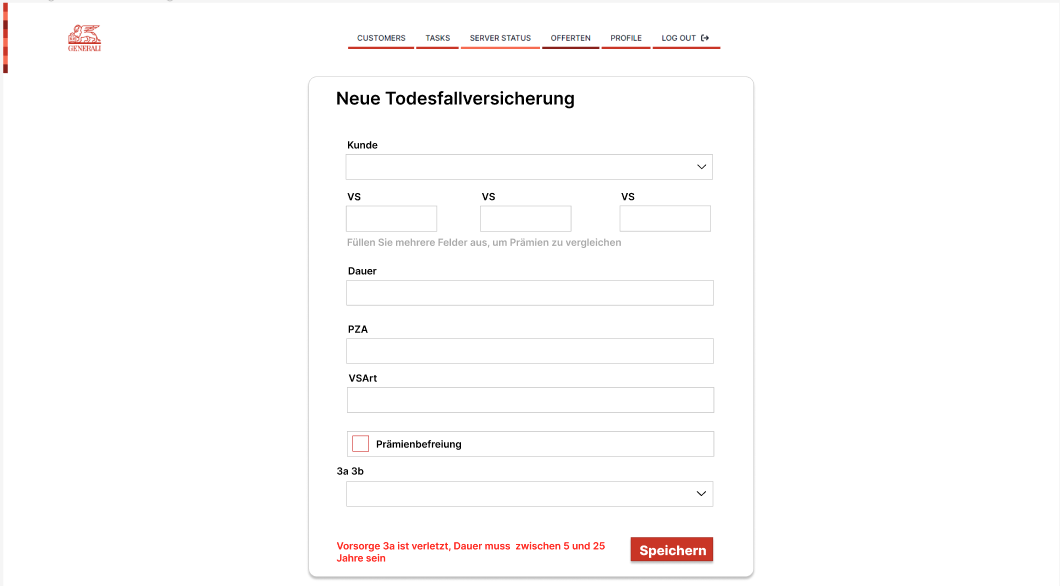 GENERALI
CUSTOMERS TASKS SERVER STATUS OFFERTEN PROFILE LOG OUT
Neue Todesfallversicherung
Kunde
VS VS VS
Füllen Sie mehrere Felder aus, um Prämien zu vergleichen
Dauer
PZA
VSArt
Prämienbefreiung
3a 3b
Vorsorge 3a ist verletzt, Dauer muss zwischen 5 und 25
Jahre sein
Speichern